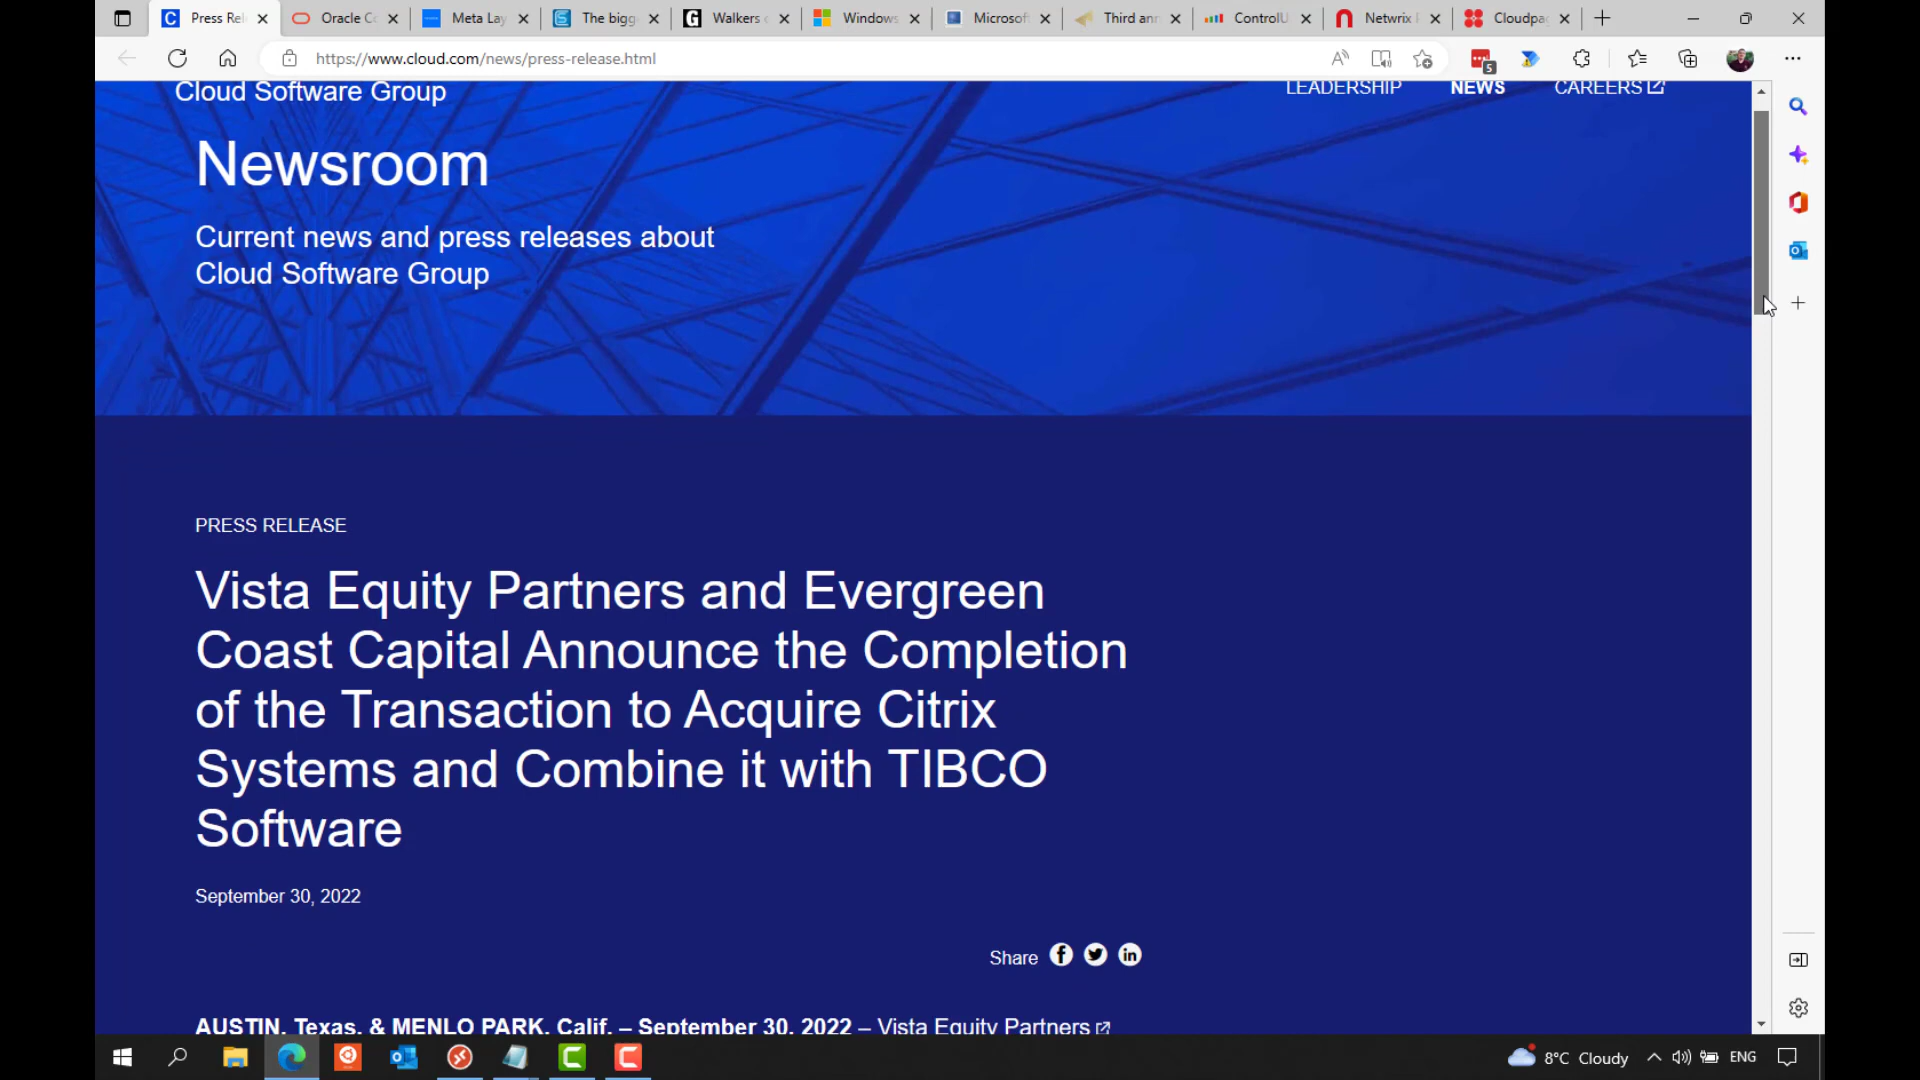 Press Rel
Oracle Cc
Meta Lay
The bigg
Walkers
Windows
Microsoft
Third ann
ControlU
Netwrix
Cloudpa
https://www.cloud.com/news/press-release.html
5
Cloud Software Group
LEADERSHIP
NEWS
CAREERS
Newsroom
Current news and press releases about
Cloud Software Group
PRESS RELEASE
Vista Equity Partners and Evergreen
Coast Capital Announce the Completion
of the Transaction to Acquire Citrix
Systems and Combine it with TIBCO
Software
September 30, 2022
Share
AUSTIN, Texas, & MENLO PARK, Calif. – September 30, 2022 – Vista Equity Partners
8°C Cloudy
ENG